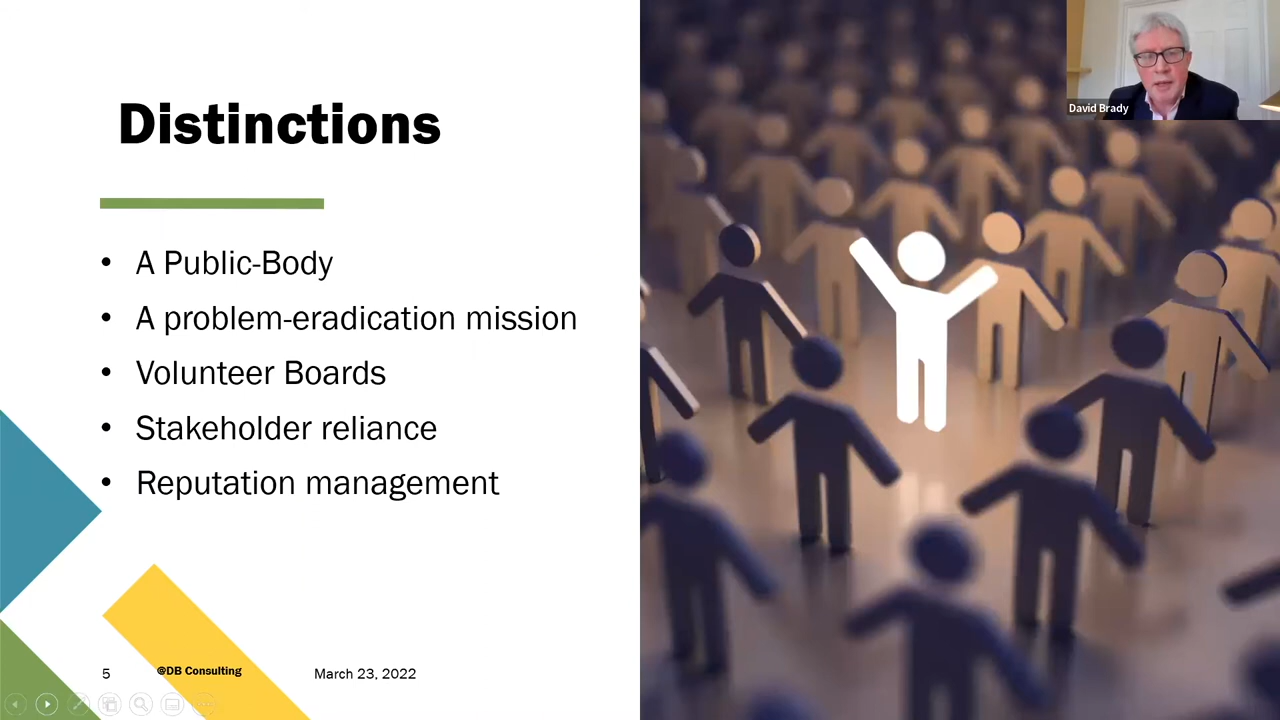 Distinctions
• A Public-Body
• A problem-eradication mission
• Volunteer Boards
• Stakeholder reliance
• Reputation management
5
@DB Consulting
March 23, 2022
David Brady